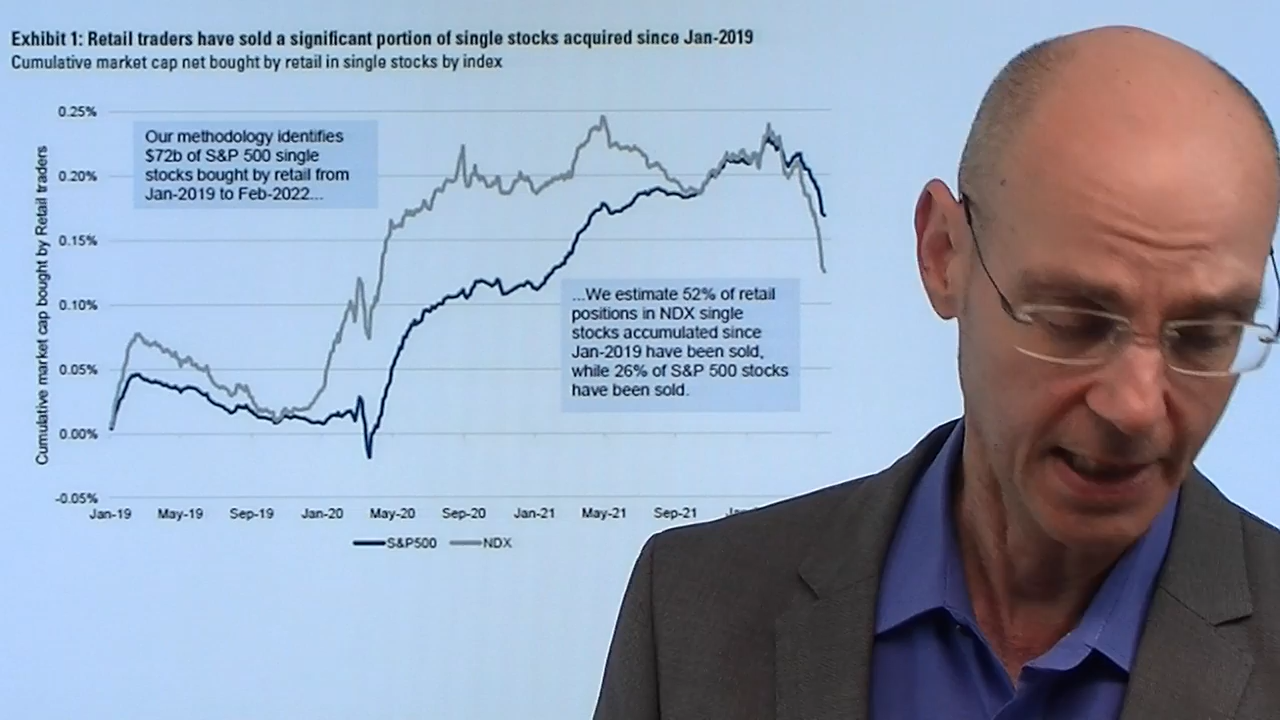 Exhibit 1: Retail traders have sold a significant portion of single stocks acquired since Jan-2019
Cumulative market cap net bought by retail in single stocks by index
Cumulative market cap bought by Retail traders
0.25%
0.20%
0.15%
0.10%
0.05%
0.00%
-0.05%
Our methodology identifies
$72b of S&P 500 single
stocks bought by retail from
Jan-2019 to Feb-2022...
...We estimate 52% of retail
positions in NDX single
stocks accumulated since
Jan-2019 have been sold,
while 26% of S&P 500 stocks
have been sold.
Jan-19 May-19 Sep-19 Jan-20 May-20 Sep-20 Jan-21 May-21 Sep-21
S&P500 NDX